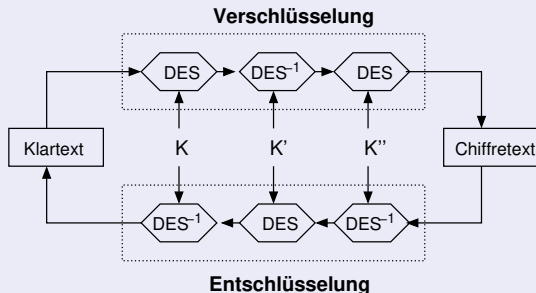 Verschlüsselung
DES DES⁻¹ DES
Klartext K K' K'' Chiffretext
DES⁻¹ DES DES⁻¹
Entschlüsselung